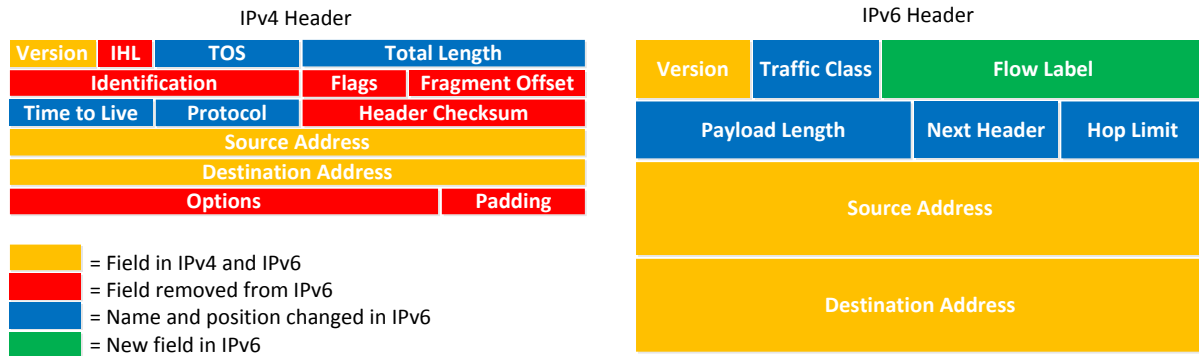 IPv4 Header
Version IHL TOS Total Length
Identification Flags Fragment Offset
Time to Live Protocol Header Checksum
Source Address
Destination Address
Options Padding
= Field in IPv4 and IPv6
= Field removed from IPv6
= Name and position changed in IPv6
= New field in IPv6
IPv6 Header
Version Traffic Class Flow Label
Payload Length Next Header Hop Limit
Source Address
Destination Address